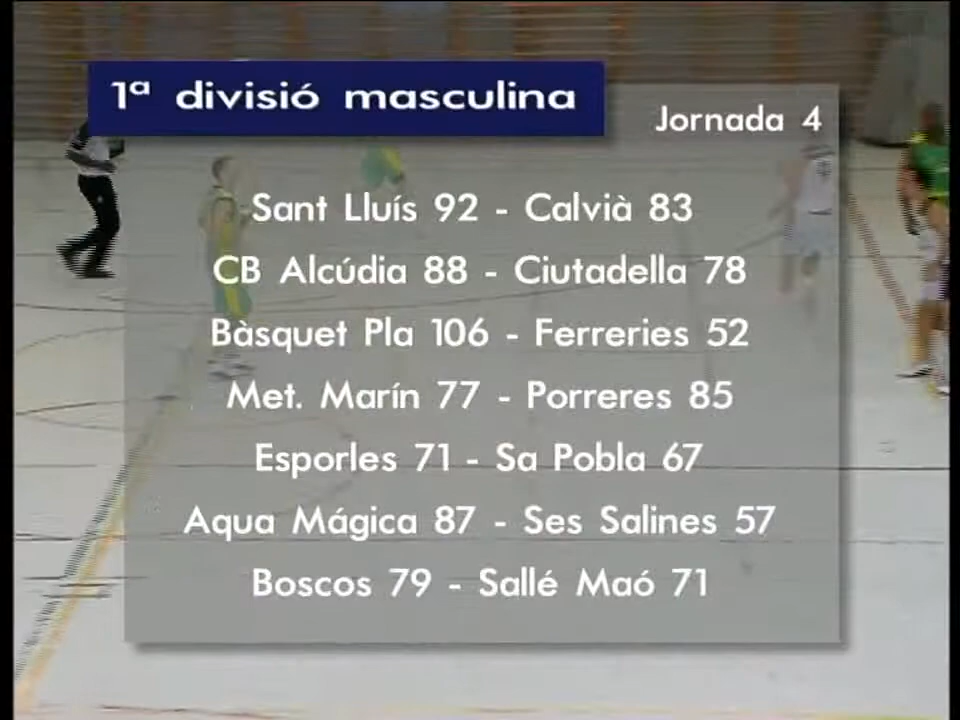 1ª divisió masculina
Jornada 4
Sant Lluís 92 - Calvià 83
CB Alcúdia 88 - Ciutadella 78
Bàsquet Pla 106 - Ferreries 52
Met. Marín 77 - Porreres 85
Esporles 71 - Sa Pobla 67
Aqua Mágica 87 - Ses Salines 57
Boscos 79 - Sallé Maó 71